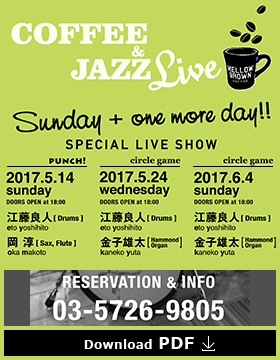 COFFEE
&
JAZZ Live
MELLOW
BROWN
COFFEE
Sunday + one more day!!
SPECIAL LIVE SHOW
PUNCH!
2017.5.14
sunday
DOORS OPEN at 18:00
江藤良人 [Drums]
eto yoshihito
岡 淳 [Sax, Flute]
oka makoto
circle game
2017.5.24
wednesday
DOORS OPEN at 18:00
江藤良人 [Drums]
eto yoshihito
金子雄太 [Hammond Organ]
kaneko yuta
circle game
2017.6.4
sunday
DOORS OPEN at 18:00
江藤良人 [Drums]
eto yoshihito
金子雄太 [Hammond Organ]
kaneko yuta
RESERVATION & INFO
03-5726-9805
Download PDF